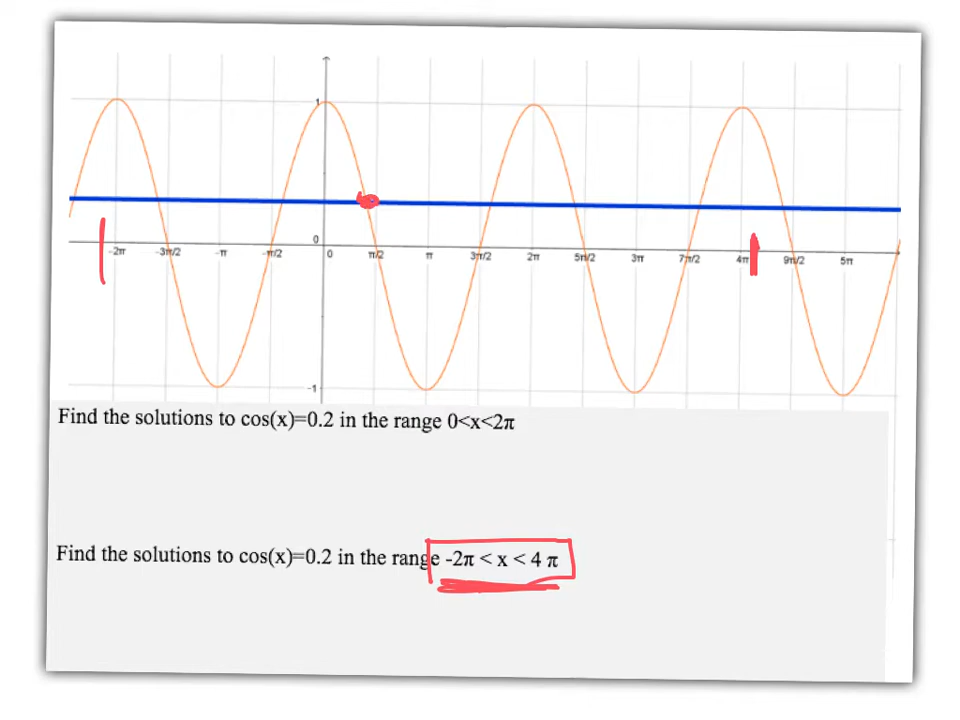 1
0
-2π -3π/2 -π -π/2 0 π/2 π 3π/2 2π 5π/2 3π 7π/2 4π 9π/2 5π
-1
Find the solutions to cos(x)=0.2 in the range 0<x<2π
Find the solutions to cos(x)=0.2 in the range -2π < x < 4 π